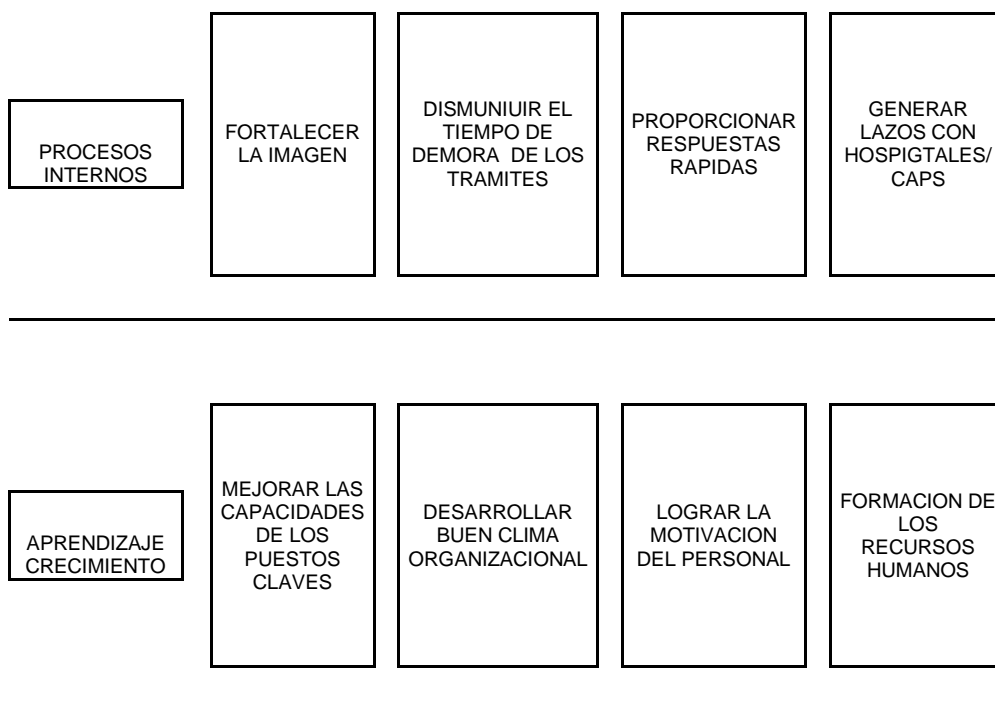 PROCESOS
INTERNOS
FORTALECER
LA IMAGEN
DISMUNIUIR EL
TIEMPO DE
DEMORA  DE LOS
TRAMITES
PROPORCIONAR
RESPUESTAS
RAPIDAS
GENERAR
LAZOS CON
HOSPIGTALES/
CAPS
APRENDIZAJE
CRECIMIENTO
MEJORAR LAS
CAPACIDADES
DE LOS
PUESTOS
CLAVES
DESARROLLAR
BUEN CLIMA
ORGANIZACIONAL
LOGRAR LA
MOTIVACION
DEL PERSONAL
FORMACION DE
LOS
RECURSOS
HUMANOS